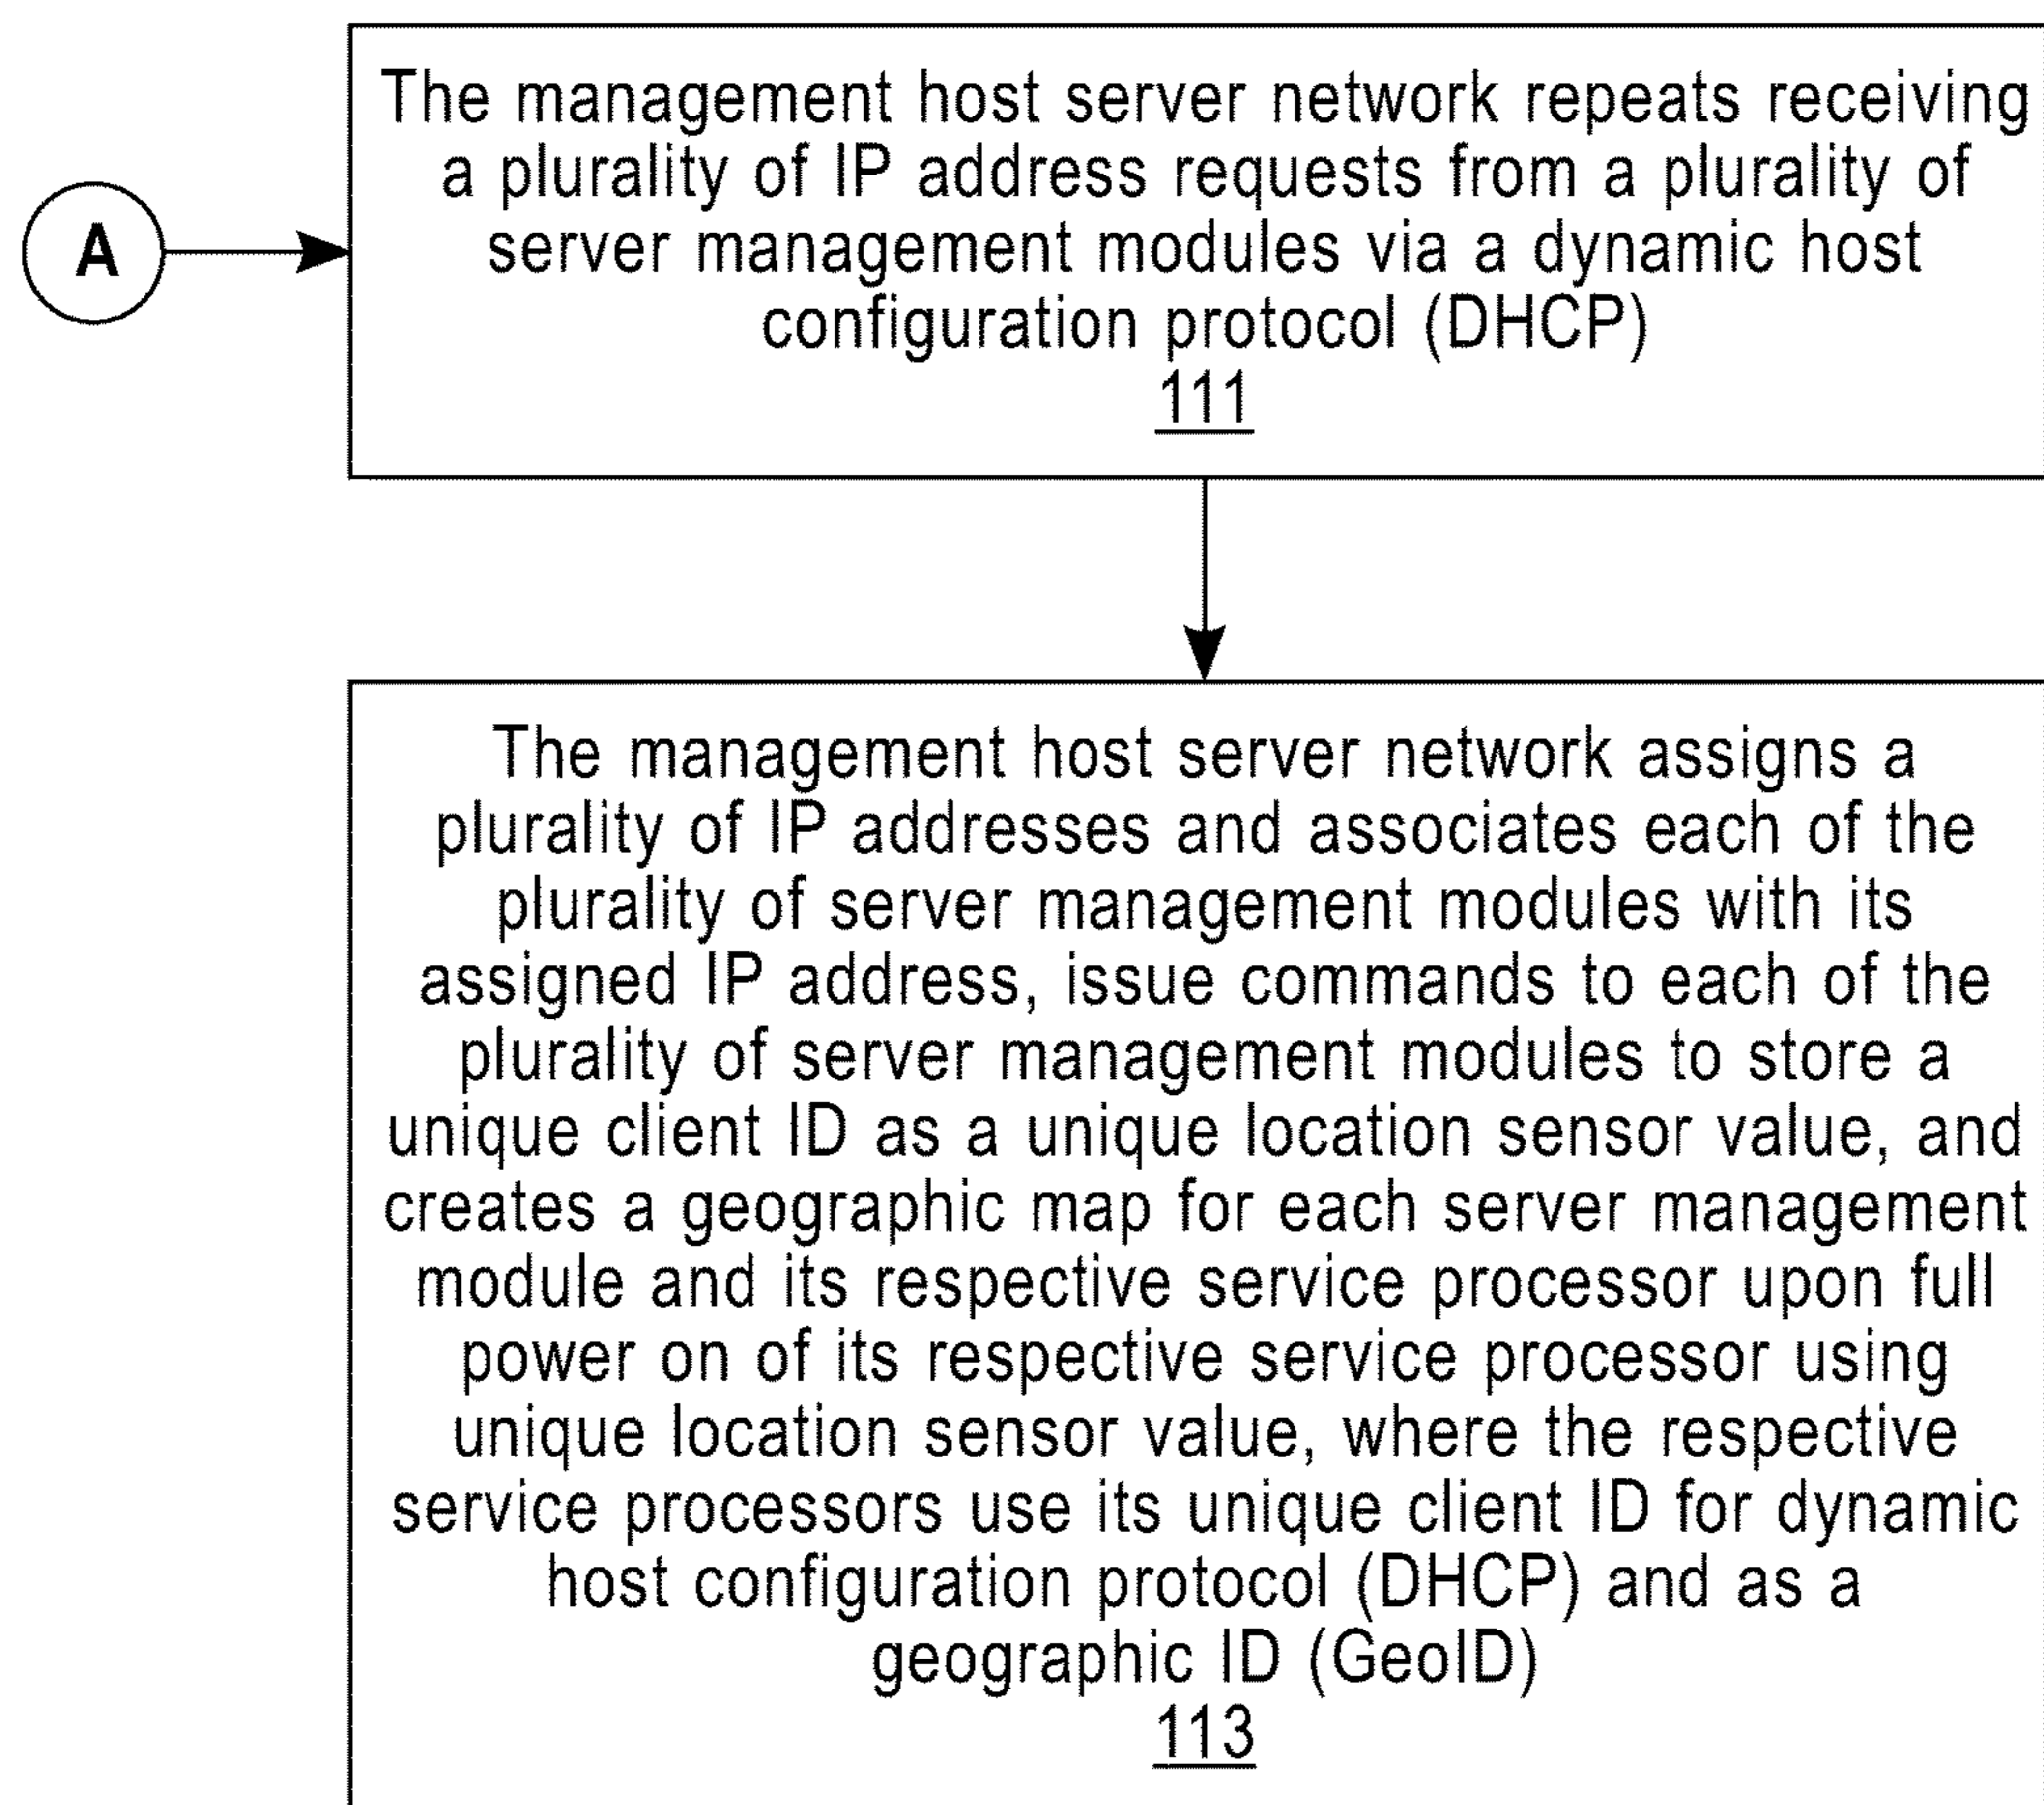 A
The management host server network repeats receiving
a plurality of IP address requests from a plurality of
server management modules via a dynamic host
configuration protocol (DHCP)
111
The management host server network assigns a
plurality of IP addresses and associates each of the
plurality of server management modules with its
assigned IP address, issue commands to each of the
plurality of server management modules to store a
unique client ID as a unique location sensor value, and
creates a geographic map for each server management
module and its respective service processor upon full
power on of its respective service processor using
unique location sensor value, where the respective
service processors use its unique client ID for dynamic
host configuration protocol (DHCP) and as a
geographic ID (GeoID)
113